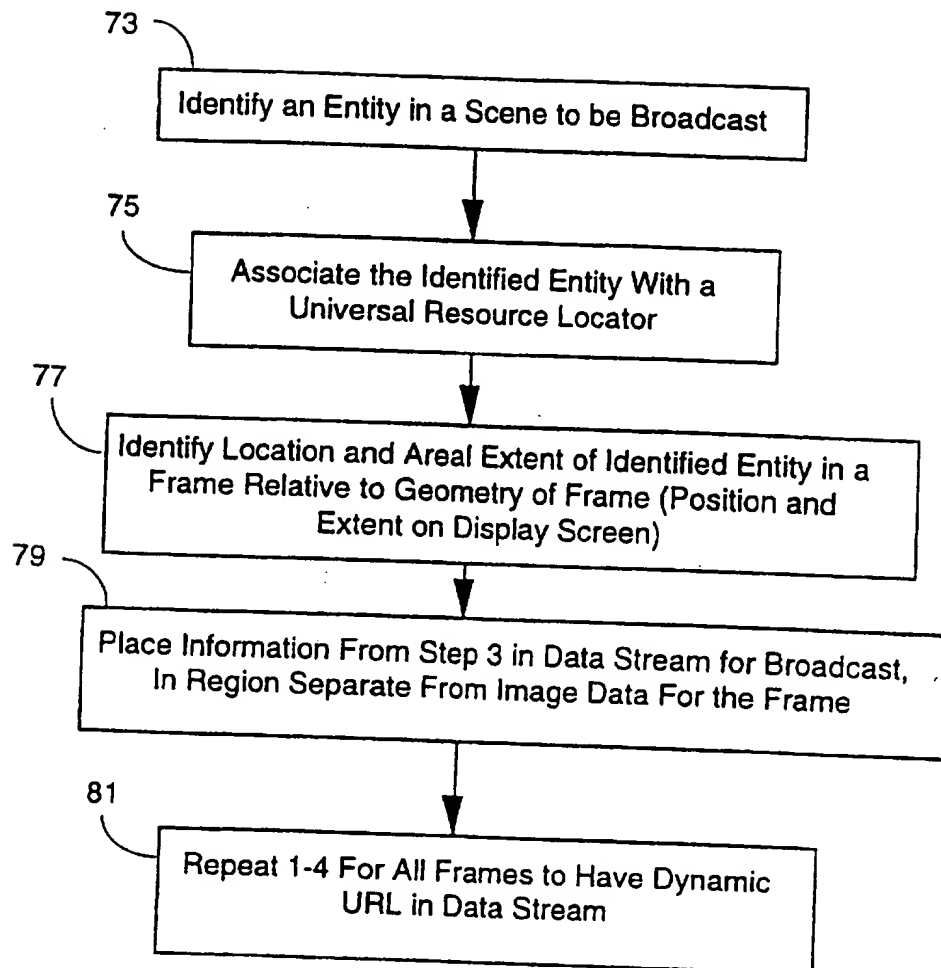 73
Identify an Entity in a Scene to be Broadcast
75
Associate the Identified Entity With a
Universal Resource Locator
77
Identify Location and Areal Extent of Identified Entity in a
Frame Relative to Geometry of Frame (Position and
Extent on Display Screen)
79
Place Information From Step 3 in Data Stream for Broadcast,
In Region Separate From Image Data For the Frame
81
Repeat 1-4 For All Frames to Have Dynamic
URL in Data Stream